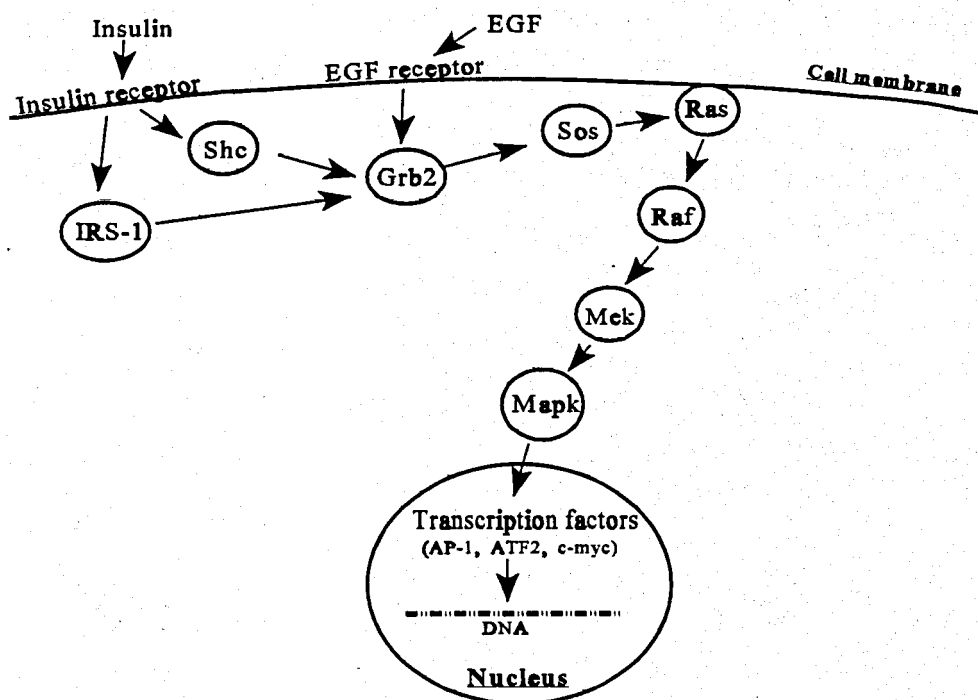 Insulin
EGF
Insulin receptor
EGF receptor
Cell membrane
Shc
Grb2
Sos
Ras
IRS-1
Raf
Mek
Mapk
Transcription factors
(AP-1, ATF2, c-myc)
DNA
Nucleus